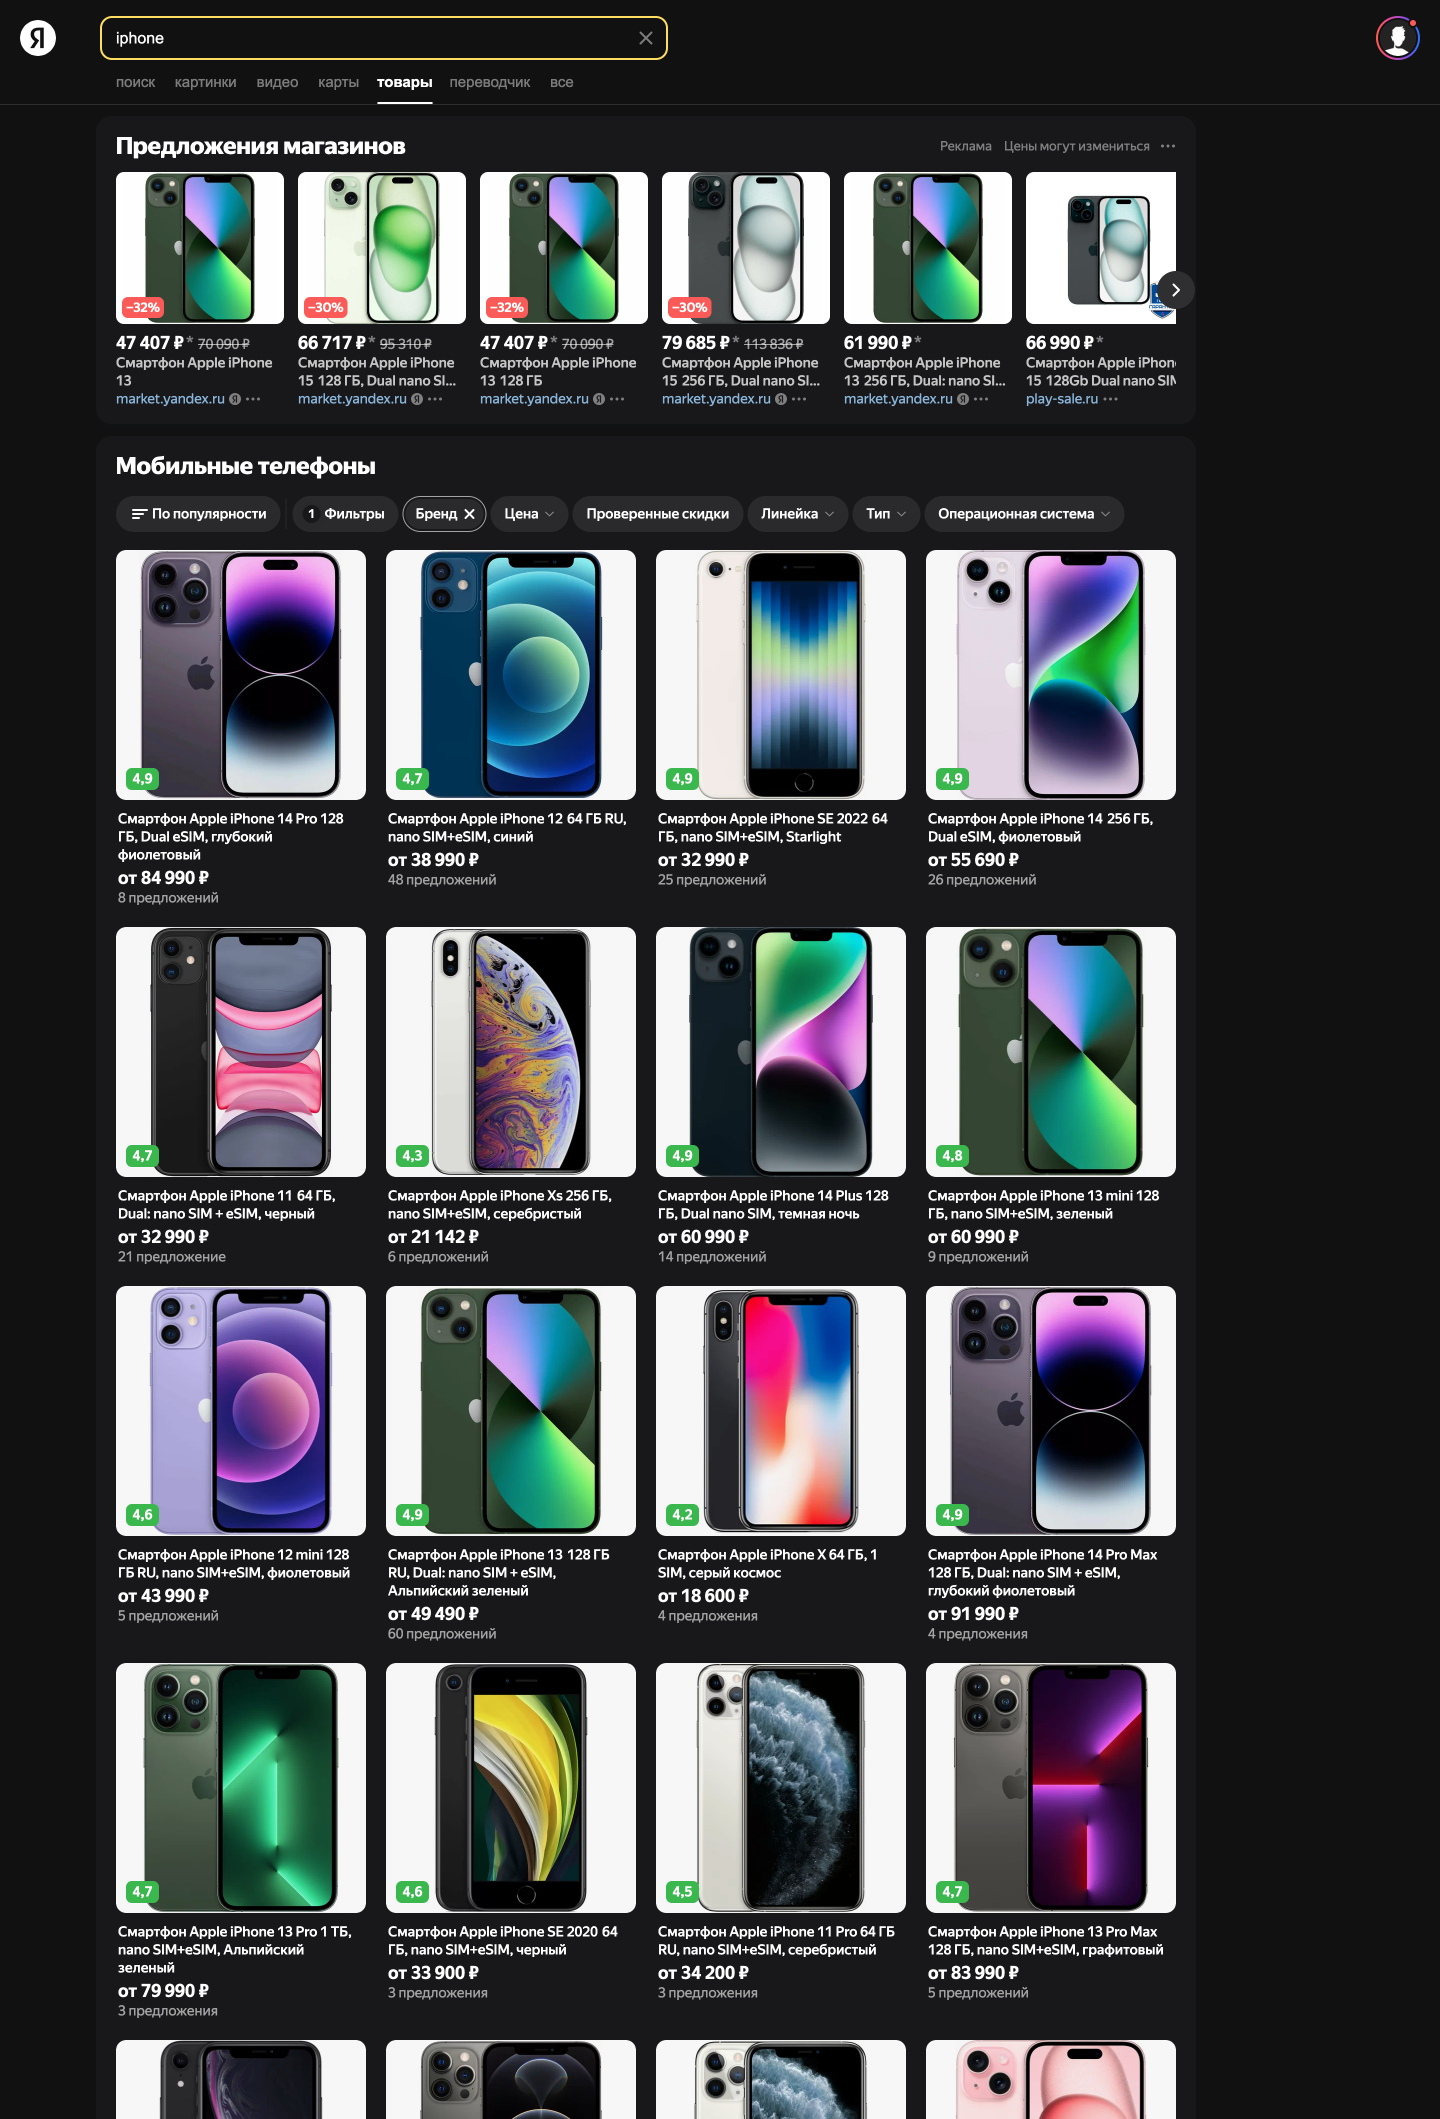 Я
iphone
поиск картинки видео карты товары переводчик все
Предложения магазинов
Реклама Цены могут измениться
−32%
−30%
−32%
−30%
47 407 ₽* 70 090 ₽
Смартфон Apple iPhone
13
market.yandex.ru
66 717 ₽* 95 310 ₽
Смартфон Apple iPhone
15 128 ГБ, Dual nano SI...
market.yandex.ru
47 407 ₽* 70 090 ₽
Смартфон Apple iPhone
13 128 ГБ
market.yandex.ru
79 685 ₽* 113 836 ₽
Смартфон Apple iPhone
15 256 ГБ, Dual nano SI...
market.yandex.ru
61 990 ₽*
Смартфон Apple iPhone
13 256 ГБ, Dual: nano SI...
market.yandex.ru
66 990 ₽*
Смартфон Apple iPhon
15 128Gb Dual nano SIM
play-sale.ru
Мобильные телефоны
По популярности 1 Фильтры Бренд Цена Проверенные скидки Линейка Тип Операционная система
4,9
Смартфон Apple iPhone 14 Pro 128
ГБ, Dual eSIM, глубокий
фиолетовый
от 84 990 ₽
8 предложений
4,7
Смартфон Apple iPhone 12 64 ГБ RU,
nano SIM+eSIM, синий
от 38 990 ₽
48 предложений
4,9
Смартфон Apple iPhone SE 2022 64
ГБ, nano SIM+eSIM, Starlight
от 32 990 ₽
25 предложений
4,9
Смартфон Apple iPhone 14 256 ГБ,
Dual eSIM, фиолетовый
от 55 690 ₽
26 предложений
4,7
Смартфон Apple iPhone 11 64 ГБ,
Dual: nano SIM + eSIM, черный
от 32 990 ₽
21 предложение
4,3
Смартфон Apple iPhone Xs 256 ГБ,
nano SIM+eSIM, серебристый
от 21 142 ₽
6 предложений
4,9
Смартфон Apple iPhone 14 Plus 128
ГБ, Dual nano SIM, темная ночь
от 60 990 ₽
14 предложений
4,8
Смартфон Apple iPhone 13 mini 128
ГБ, nano SIM+eSIM, зеленый
от 60 990 ₽
9 предложений
4,6
Смартфон Apple iPhone 12 mini 128
ГБ RU, nano SIM+eSIM, фиолетовый
от 43 990 ₽
5 предложений
4,9
Смартфон Apple iPhone 13 128 ГБ
RU, Dual: nano SIM + eSIM,
Альпийский зеленый
от 49 490 ₽
60 предложений
4,2
Смартфон Apple iPhone X 64 ГБ, 1
SIM, серый космос
от 18 600 ₽
4 предложения
4,9
Смартфон Apple iPhone 14 Pro Max
128 ГБ, Dual: nano SIM + eSIM,
глубокий фиолетовый
от 91 990 ₽
4 предложения
4,7
Смартфон Apple iPhone 13 Pro 1 ТБ,
nano SIM+eSIM, Альпийский
зеленый
от 79 990 ₽
3 предложения
4,6
Смартфон Apple iPhone SE 2020 64
ГБ, nano SIM+eSIM, черный
от 33 900 ₽
3 предложения
4,5
Смартфон Apple iPhone 11 Pro 64 ГБ
RU, nano SIM+eSIM, серебристый
от 34 200 ₽
3 предложения
4,7
Смартфон Apple iPhone 13 Pro Max
128 ГБ, nano SIM+eSIM, графитовый
от 83 990 ₽
5 предложений